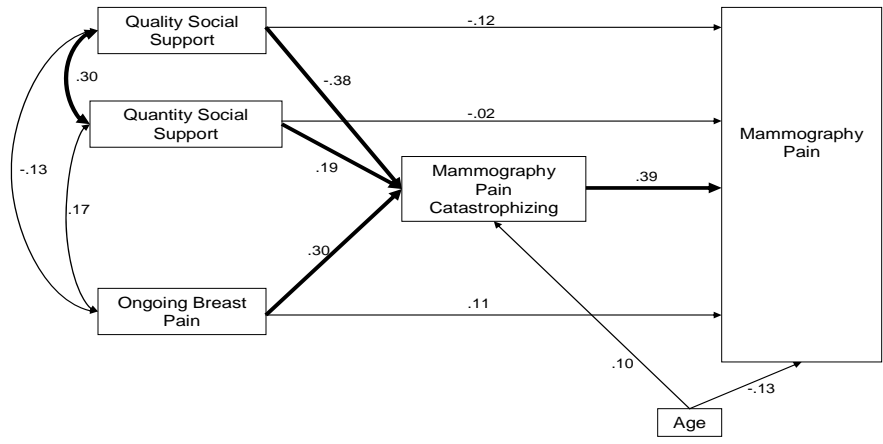 Quality Social
Support
-.12
.30
-.38
Quantity Social
Support
-.02
Mammography
Pain
-.13
.19
Mammography
Pain
Catastrophizing
.39
.17
.30
Ongoing Breast
Pain
.11
.10
-.13
Age